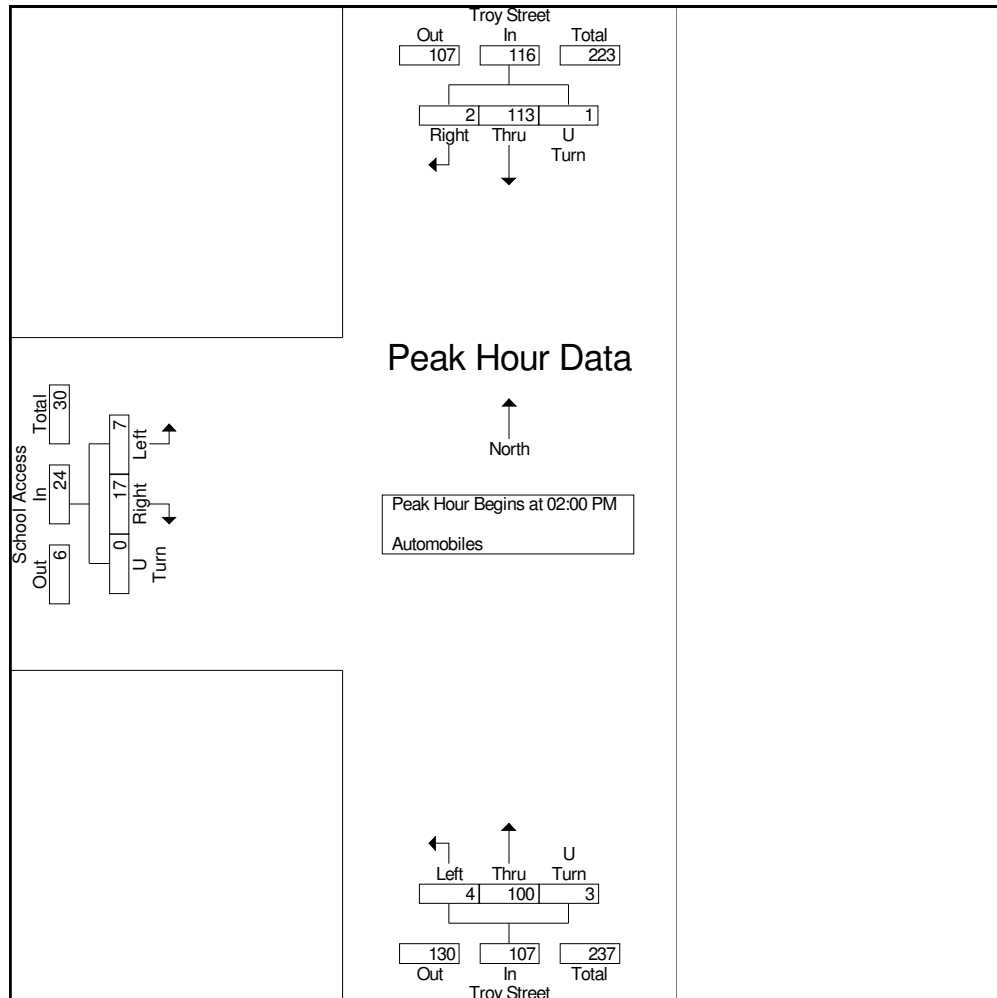 Troy Street
Out In Total
107 116 223
2 113 1
Right Thru U
Turn
Peak Hour Data
North
Peak Hour Begins at 02:00 PM
Automobiles
School Access
Out In Total
6 24 30
0 17 7
U Right Left
Turn
U
Left Thru Turn
4 100 3
130 107 237
Out In Total
Troy Street